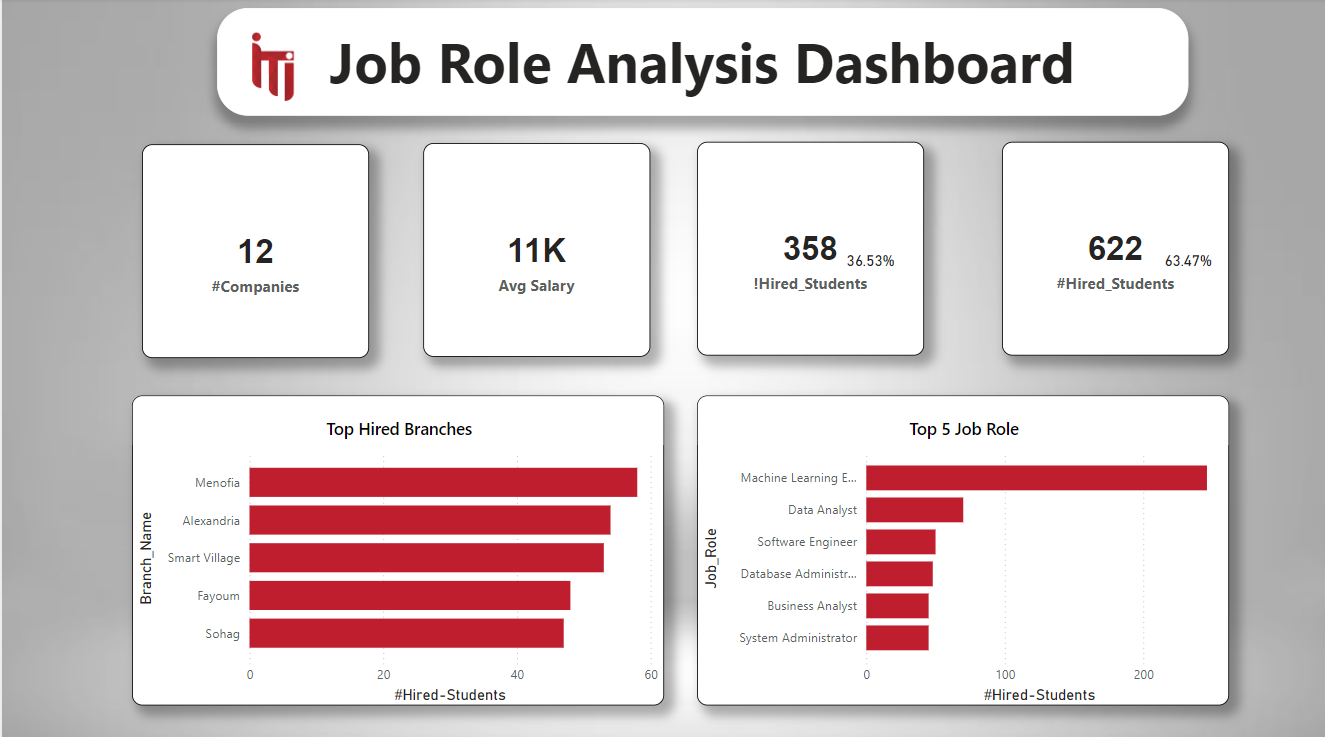 iTi
Job Role Analysis Dashboard
12
#Companies
11K
Avg Salary
358
36.53%
!Hired_Students
622
63.47%
#Hired_Students
Top Hired Branches
Branch_Name
Menofia
Alexandria
Smart Village
Fayoum
Sohag
0 20 40 60
#Hired-Students
Top 5 Job Role
Job_Role
Machine Learning E...
Data Analyst
Software Engineer
Database Administr...
Business Analyst
System Administrator
0 100 200
#Hired-Students